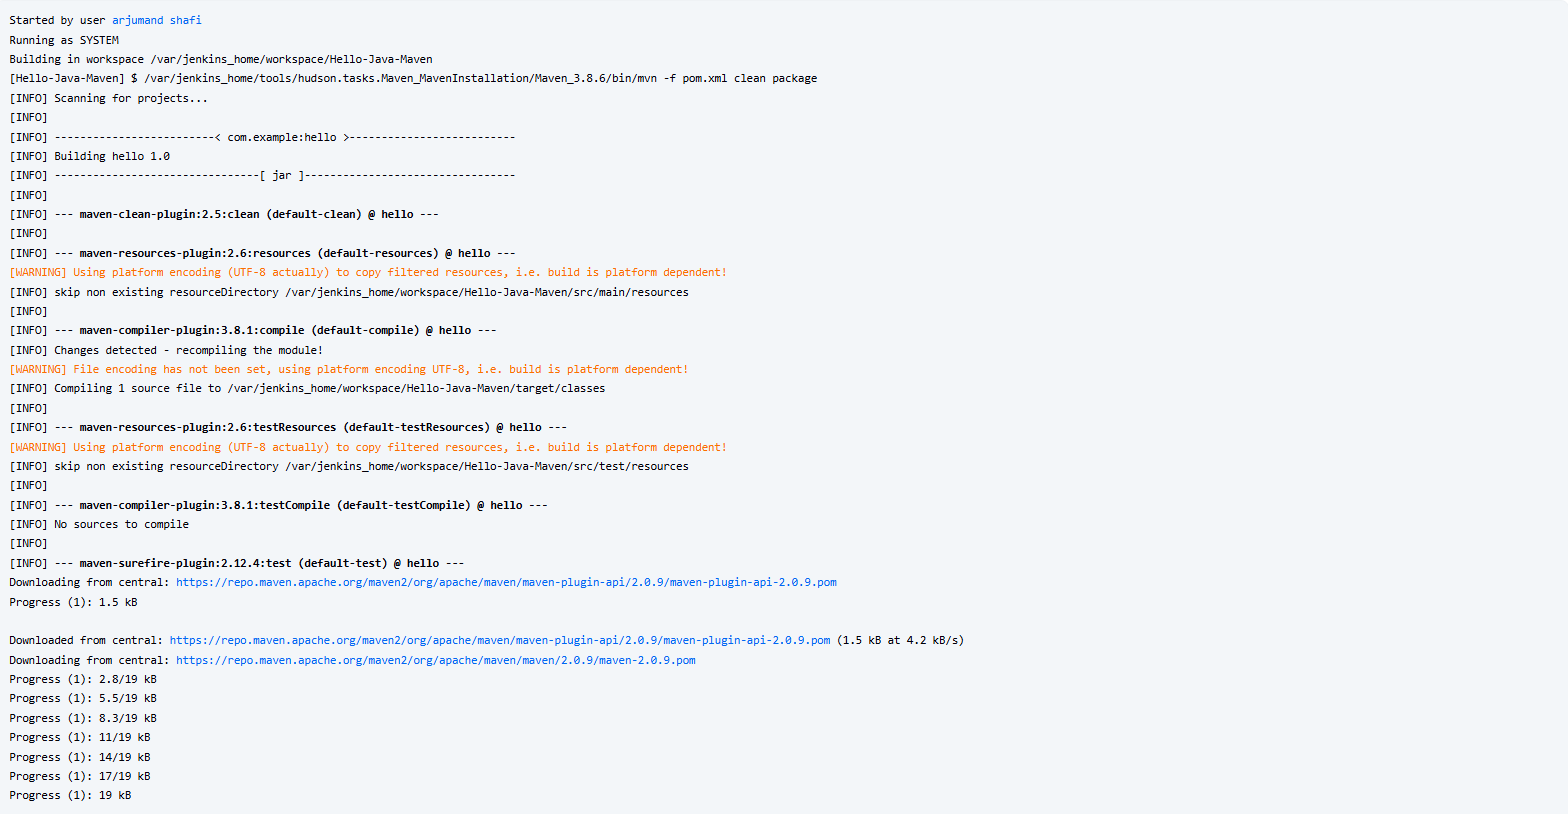 Started by user arjumand shafi
Running as SYSTEM
Building in workspace /var/jenkins_home/workspace/Hello-Java-Maven
[Hello-Java-Maven] $ /var/jenkins_home/tools/hudson.tasks.Maven_MavenInstallation/Maven_3.8.6/bin/mvn -f pom.xml clean package
[INFO] Scanning for projects...
[INFO]
[INFO] -------------------------< com.example:hello >--------------------------
[INFO] Building hello 1.0
[INFO] --------------------------------[ jar ]---------------------------------
[INFO]
[INFO] --- maven-clean-plugin:2.5:clean (default-clean) @ hello ---
[INFO]
[INFO] --- maven-resources-plugin:2.6:resources (default-resources) @ hello ---
[WARNING] Using platform encoding (UTF-8 actually) to copy filtered resources, i.e. build is platform dependent!
[INFO] skip non existing resourceDirectory /var/jenkins_home/workspace/Hello-Java-Maven/src/main/resources
[INFO]
[INFO] --- maven-compiler-plugin:3.8.1:compile (default-compile) @ hello ---
[INFO] Changes detected - recompiling the module!
[WARNING] File encoding has not been set, using platform encoding UTF-8, i.e. build is platform dependent!
[INFO] Compiling 1 source file to /var/jenkins_home/workspace/Hello-Java-Maven/target/classes
[INFO]
[INFO] --- maven-resources-plugin:2.6:testResources (default-testResources) @ hello ---
[WARNING] Using platform encoding (UTF-8 actually) to copy filtered resources, i.e. build is platform dependent!
[INFO] skip non existing resourceDirectory /var/jenkins_home/workspace/Hello-Java-Maven/src/test/resources
[INFO]
[INFO] --- maven-compiler-plugin:3.8.1:testCompile (default-testCompile) @ hello ---
[INFO] No sources to compile
[INFO]
[INFO] --- maven-surefire-plugin:2.12.4:test (default-test) @ hello ---
Downloading from central: https://repo.maven.apache.org/maven2/org/apache/maven/maven-plugin-api/2.0.9/maven-plugin-api-2.0.9.pom
Progress (1): 1.5 kB
Downloaded from central: https://repo.maven.apache.org/maven2/org/apache/maven/maven-plugin-api/2.0.9/maven-plugin-api-2.0.9.pom (1.5 kB at 4.2 kB/s)
Downloading from central: https://repo.maven.apache.org/maven2/org/apache/maven/maven/2.0.9/maven-2.0.9.pom
Progress (1): 2.8/19 kB
Progress (1): 5.5/19 kB
Progress (1): 8.3/19 kB
Progress (1): 11/19 kB
Progress (1): 14/19 kB
Progress (1): 17/19 kB
Progress (1): 19 kB